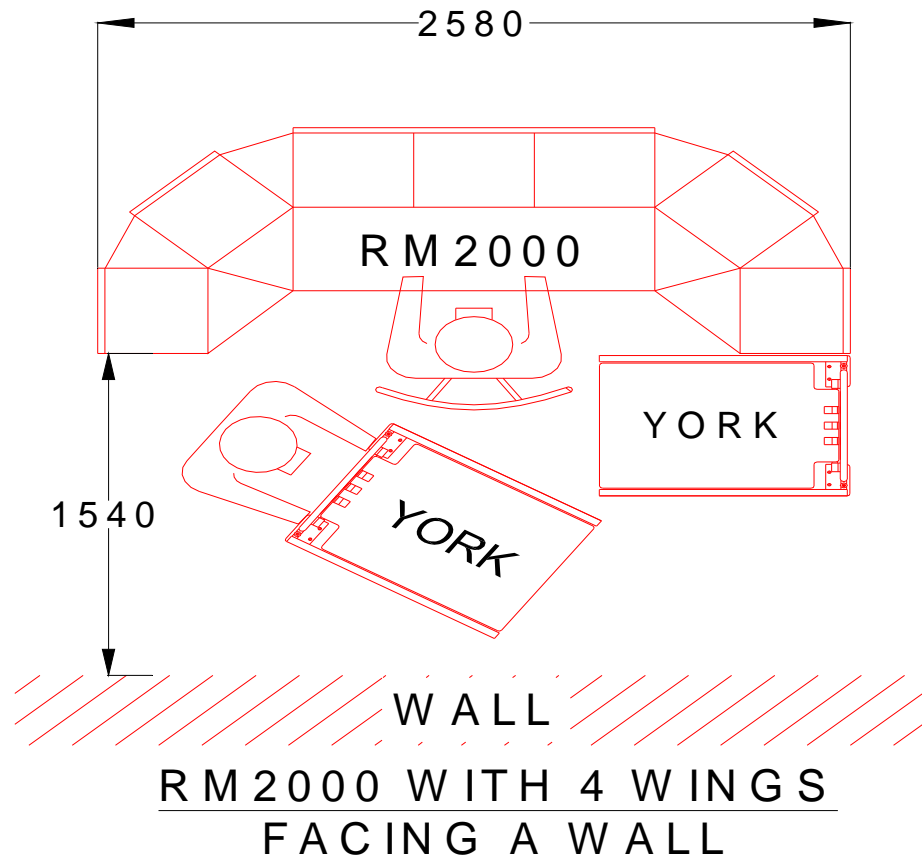 2580
RM2000
YORK
1540
YORK
WALL
RM2000 WITH 4 WINGS
FACING A WALL